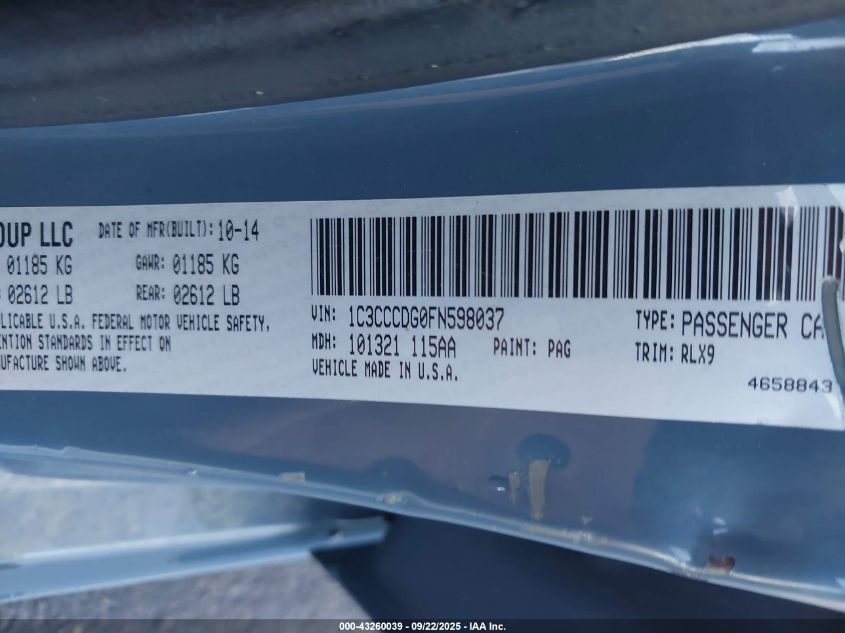 OUP LLC DATE OF MFR(BUILT): 10-14
01185 KG GAWR: 01185 KG
02612 LB REAR: 02612 LB
LICABLE U.S.A. FEDERAL MOTOR VEHICLE SAFETY,
ENTION STANDARDS IN EFFECT ON
UFACTURE SHOWN ABOVE.
VIN: 1C3CCCDG0FN598037 TYPE: PASSENGER CA
MDH: 101321 115AA PAINT: PAG TRIM: RLX9
VEHICLE MADE IN U.S.A.
4658843
000-43260039 - 09/22/2025 - IAA Inc.